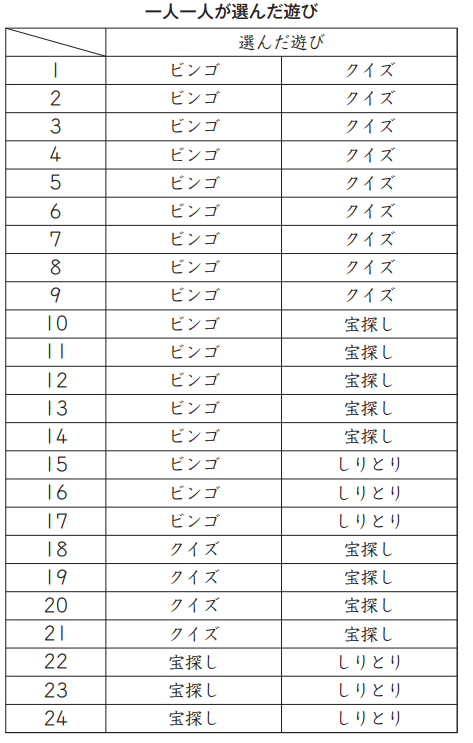 一人一人が選んだ遊び
選んだ遊び
1 ビンゴ クイズ
2 ビンゴ クイズ
3 ビンゴ クイズ
4 ビンゴ クイズ
5 ビンゴ クイズ
6 ビンゴ クイズ
7 ビンゴ クイズ
8 ビンゴ クイズ
9 ビンゴ クイズ
10 ビンゴ 宝探し
11 ビンゴ 宝探し
12 ビンゴ 宝探し
13 ビンゴ 宝探し
14 ビンゴ 宝探し
15 ビンゴ しりとり
16 ビンゴ しりとり
17 ビンゴ しりとり
18 クイズ 宝探し
19 クイズ 宝探し
20 クイズ 宝探し
21 クイズ 宝探し
22 宝探し しりとり
23 宝探し しりとり
24 宝探し しりとり